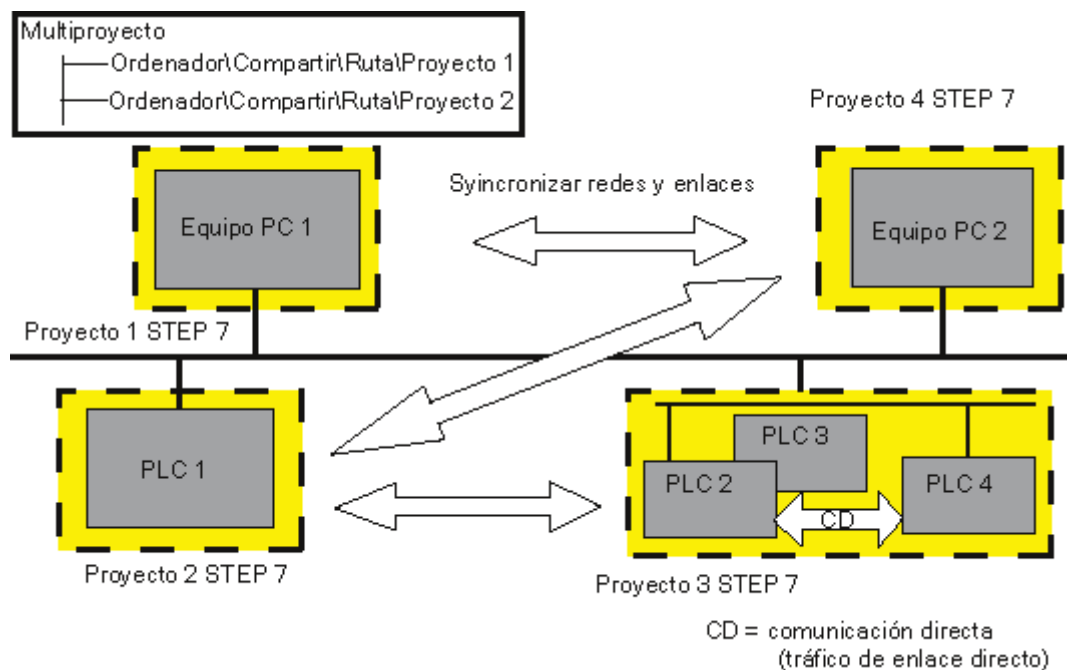 Multiproyecto
Ordenador\Compartir\Ruta\Proyecto 1
Ordenador\Compartir\Ruta\Proyecto 2
Proyecto 4 STEP 7
Equipo PC 1
Syincronizar redes y enlaces
Equipo PC 2
Proyecto 1 STEP 7
PLC 1
PLC 3
PLC 2
PLC 4
CD
Proyecto 2 STEP 7
Proyecto 3 STEP 7
CD = comunicación directa
(tráfico de enlace directo)